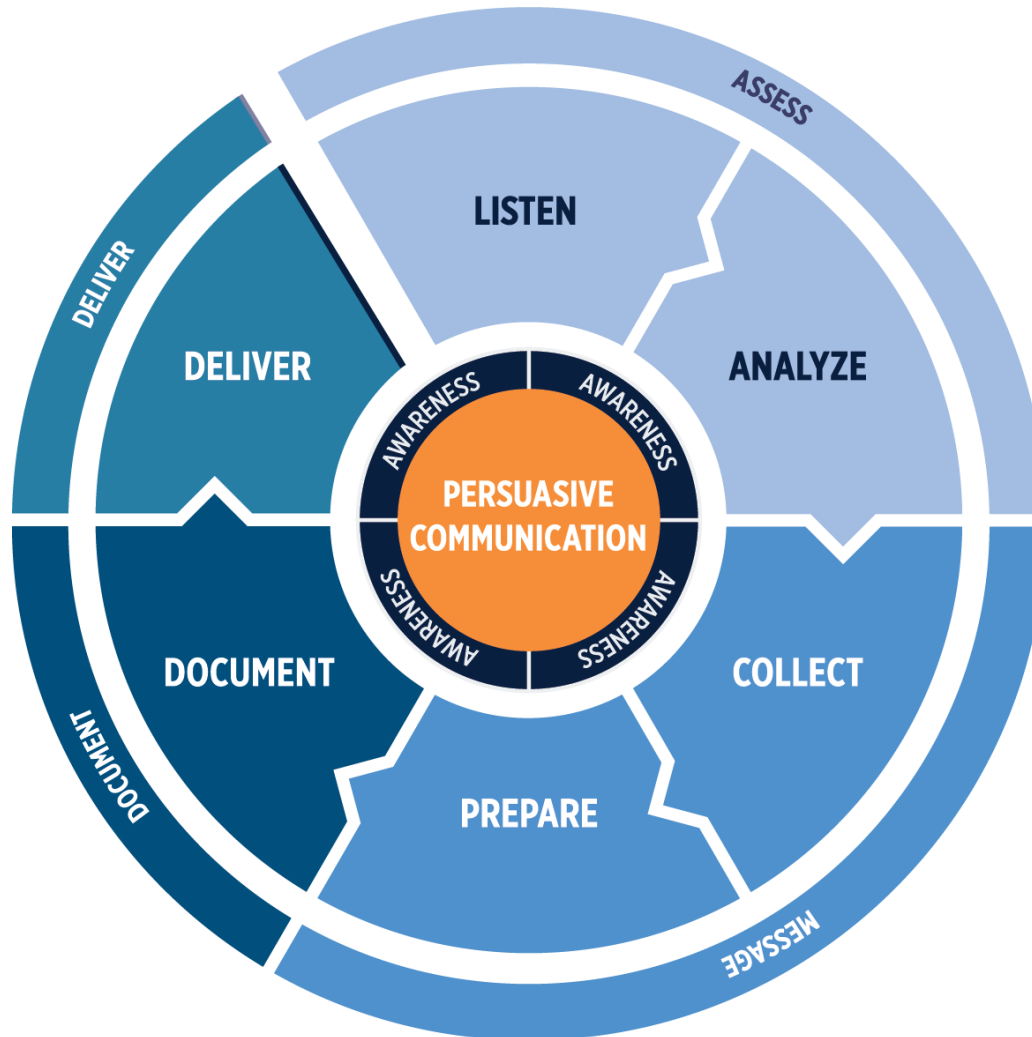 ASSESS
LISTEN
ANALYZE
DELIVER
DELIVER
AWARENESS
AWARENESS
PERSUASIVE
COMMUNICATION
AWARENESS
AWARENESS
DOCUMENT
COLLECT
DOCUMENT
PREPARE
MESSAGE